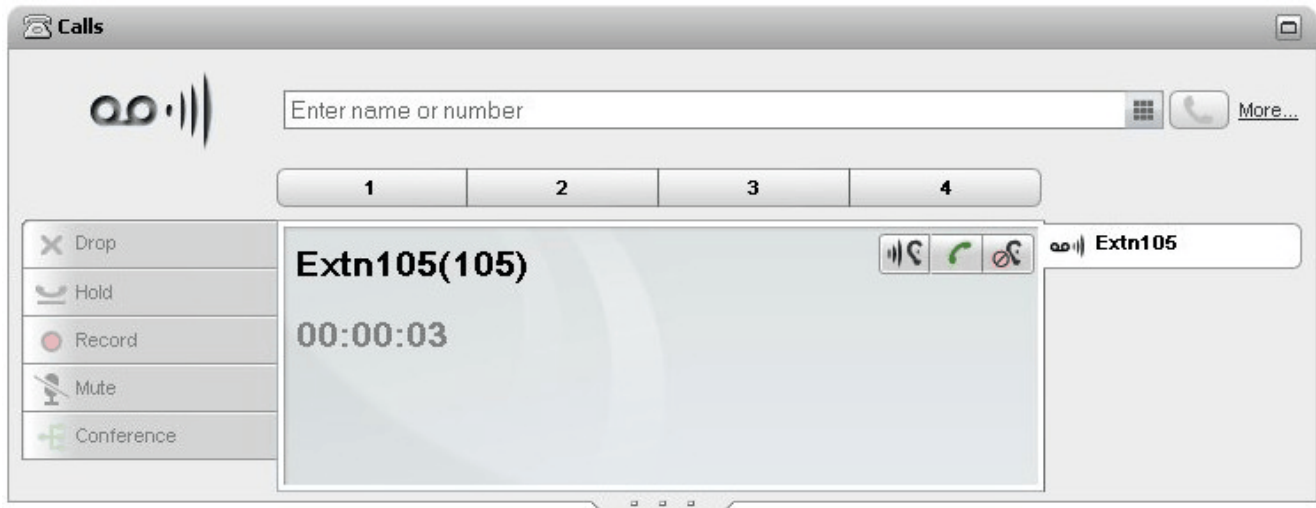 Calls
Enter name or number
More...
1 2 3 4
Drop
Hold
Record
Mute
Conference
Extn105(105)
00:00:03
Extn105